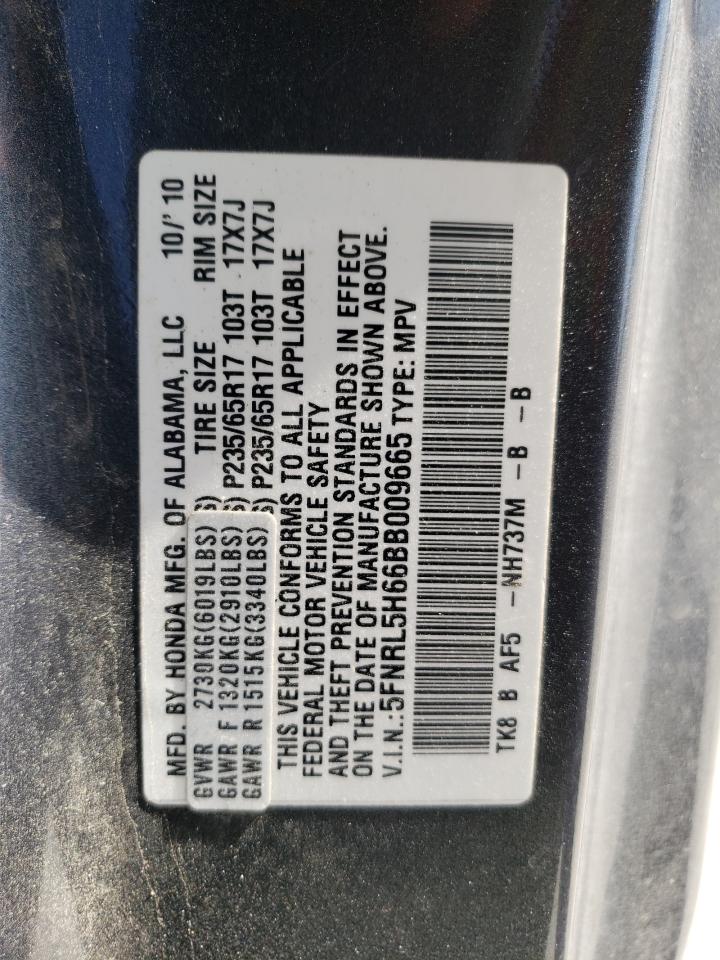 MFD. BY HONDA MFG. OF ALABAMA, LLC 10/' 10
TIRE SIZE RIM SIZE
GVWR 2730KG(6019LBS)
GAWR F 1320KG(2910LBS) S) P235/65R17 103T 17X7J
GAWR R 1515KG(3340LBS) S) P235/65R17 103T 17X7J
THIS VEHICLE CONFORMS TO ALL APPLICABLE
FEDERAL MOTOR VEHICLE SAFETY
AND THEFT PREVENTION STANDARDS IN EFFECT
ON THE DATE OF MANUFACTURE SHOWN ABOVE.
V.I.N.:5FNRL5H66BB009665 TYPE: MPV
TK8 B AF5 -NH737M -B -B